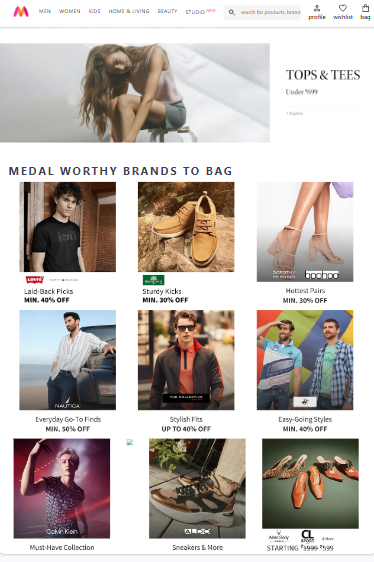 MEN WOMEN KIDS HOME & LIVING BEAUTY STUDIO NEW
search for products, brands
profile wishlist bag
TOPS & TEES
Under ₹699
+ Explore
MEDAL WORTHY BRANDS TO BAG
Levi's
Laid-Back Picks
MIN. 40% OFF
Sturdy Kicks
MIN. 30% OFF
DOROTHY PERKINS boohoo
Hottest Pairs
MIN. 30% OFF
NAUTICA
Everyday Go-To Finds
MIN. 50% OFF
THE COLLECTIVE
Stylish Fits
UP TO 40% OFF
Easy-Going Styles
MIN. 40% OFF
Calvin Klein
Must-Have Collection
ALDO
Sneakers & More
CL
& More
STARTING ₹3999 ₹599